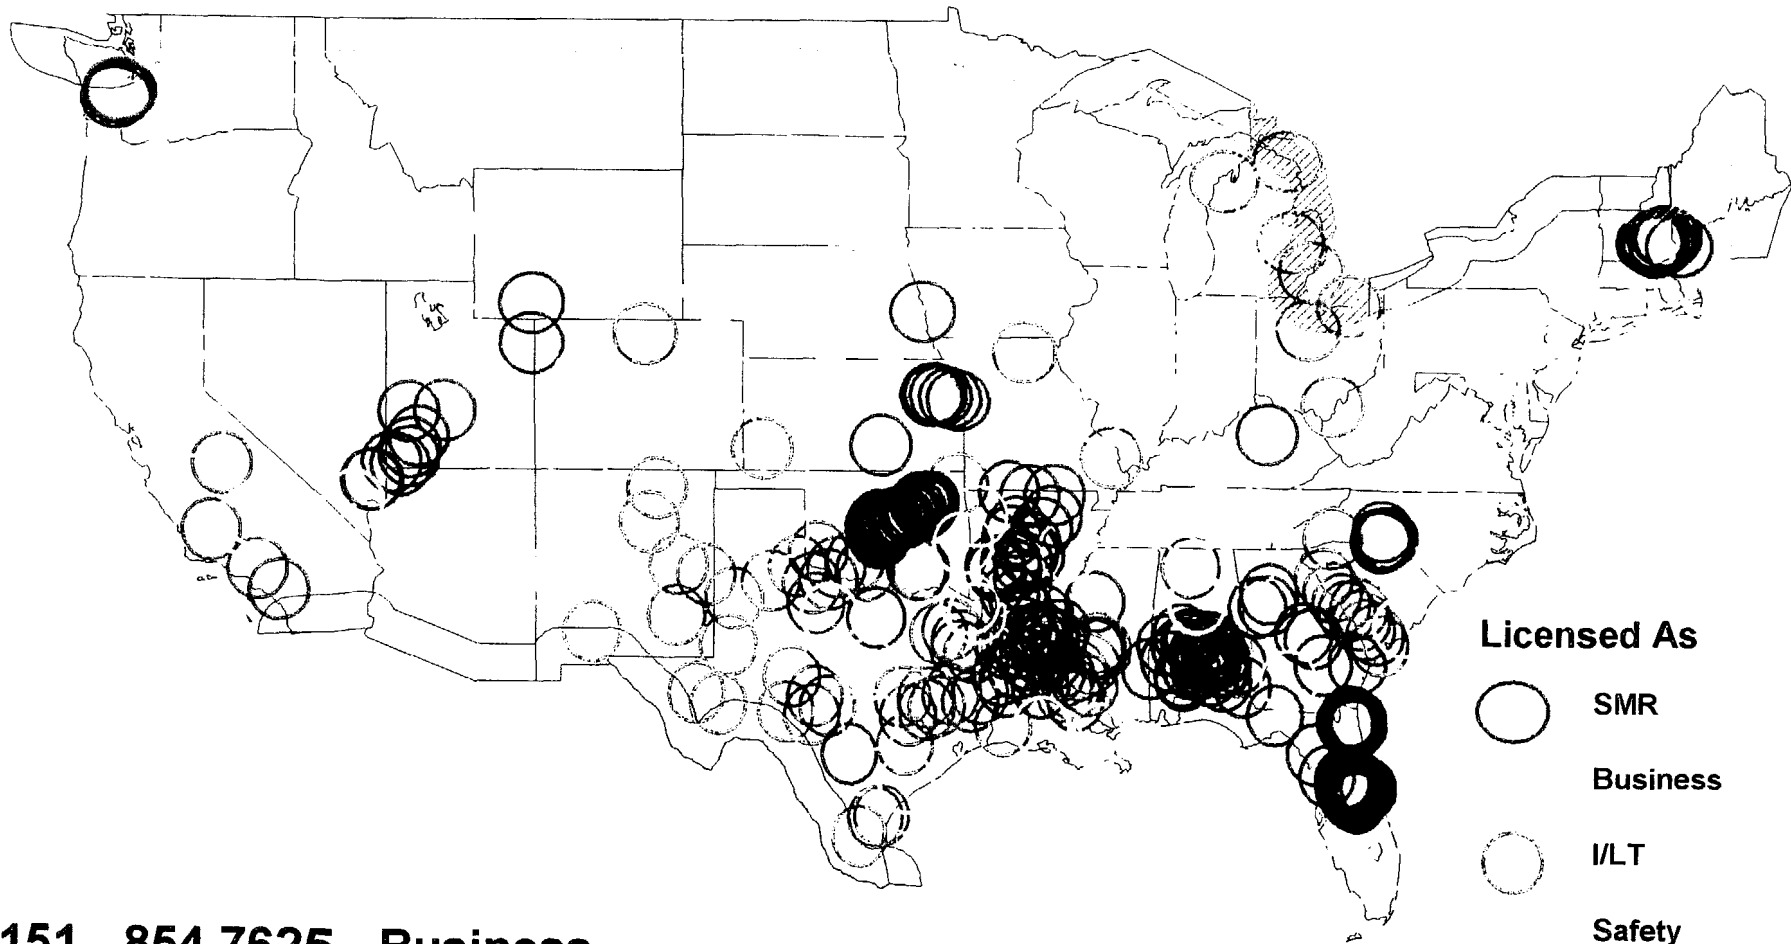 Licensed As
SMR
Business
I/LT
Safety
151 854.7625 Business